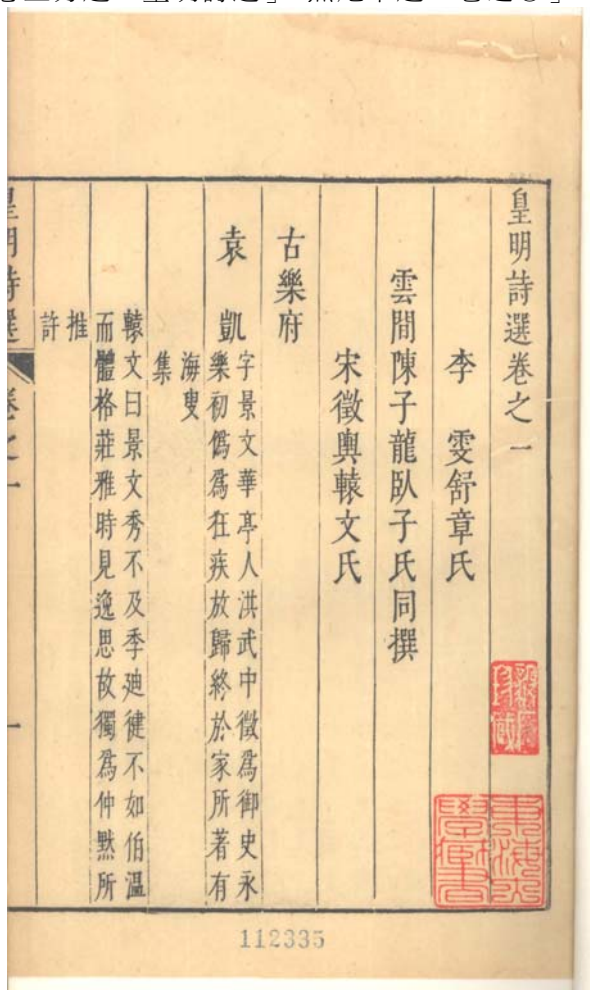 皇明詩選卷之一
李　雯舒章氏
雲間陳子龍臥子氏同撰
宋徵輿轅文氏
古樂府
袁　凱
字景文華亭人洪武中徵爲御史永
樂初僞爲狂疾放歸終於家所著有
海叟
集
轅文曰景文秀不及季迪健不如伯温
而體格莊雅時見逸思故獨爲仲默所
推
許
皇明詩選　卷之一　一
112335